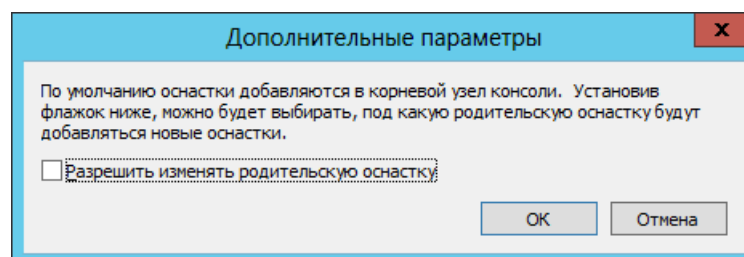 Дополнительные параметры
x
По умолчанию оснастки добавляются в корневой узел консоли. Установив
флажок ниже, можно будет выбирать, под какую родительскую оснастку будут
добавляться новые оснастки.
Разрешить изменять родительскую оснастку
ОК Отмена